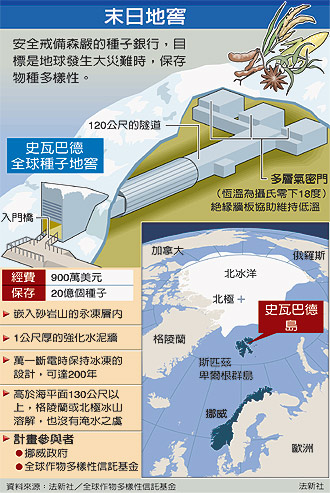 末日地窖
安全戒備森嚴的種子銀行，目
標是地球發生大災難時，保存
物種多樣性。
120公尺的隧道
史瓦巴德
全球種子地窖
多層氣密門
（恆溫為攝氏零下18度）
絕緣牆板協助維持低溫
入門橋
經費 900萬美元
保存 20億個種子
嵌入砂岩山的永凍層內
1公尺厚的強化水泥牆
萬一斷電時保持冰凍的
設計，可達200年
高於海平面130公尺以
上，格陵蘭或北極冰山
溶解，也沒有淹水之虞
計畫參與者
●挪威政府
●全球作物多樣性信託基金
加拿大
俄羅斯
北冰洋
北極
史瓦巴德
島
格陵蘭
斯匹茲
卑爾根群島
挪威
歐洲
資料來源：法新社／全球作物多樣性信託基金
法新社